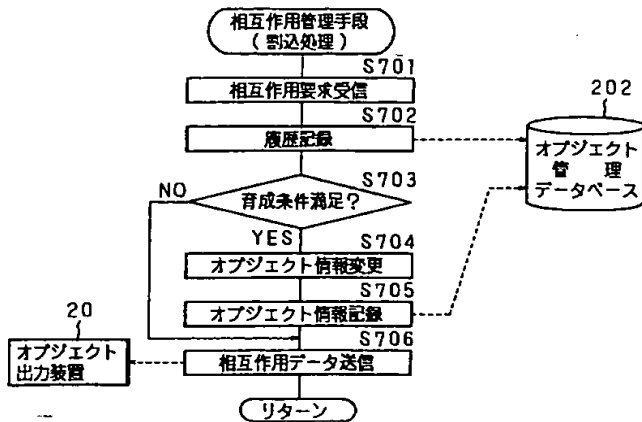 相互作用管理手段
(割込処理)
S701
相互作用要求受信
S702
履歴記録
202
オブジェクト
管理
データベース
S703
NO
育成条件満足?
YES
S704
オブジェクト情報変更
S705
オブジェクト情報記録
20
S706
オブジェクト
出力装置
相互作用データ送信
リターン